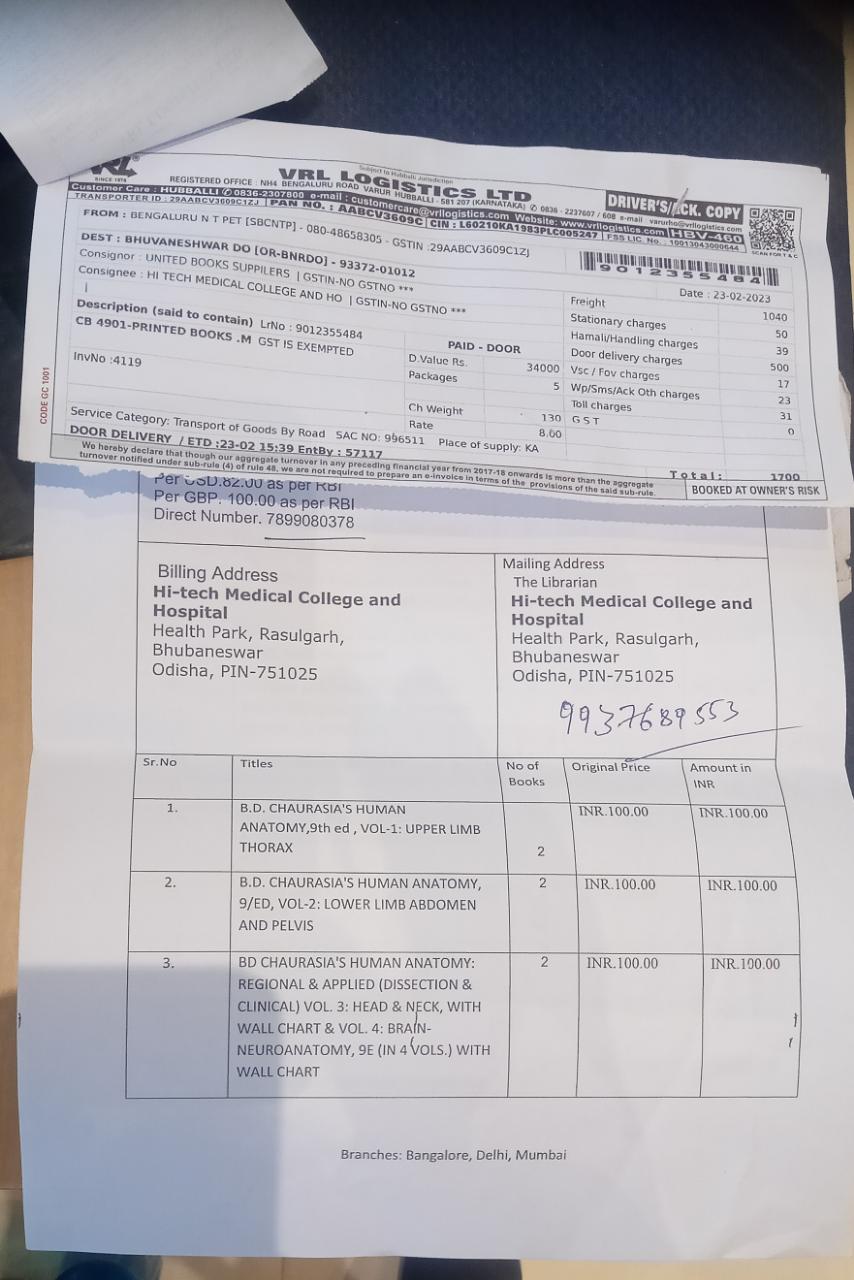 VRL
SINCE 1976
Subject to Hubballi Jurisdiction
VRL LOGISTICS LTD
REGISTERED OFFICE : NH4 BENGALURU ROAD VARUR HUBBALLI - 581 207 (KARNATAKA) ✆ 0836 - 2237607 / 608 e-mail varurho@vrllogistics.com
DRIVER'S/ACK. COPY
Customer Care : HUBBALLI ✆ 0836-2307800 e-mail : customercare@vrllogistics.com Website: www.vrllogistics.com HBV-460
TRANSPORTER ID : 29AABCV3609C1ZJ | PAN NO. : AABCV3609C | CIN : L60210KA1983PLC005247 | FSS LIC. No. : 10013043000644
SCAN FOR T & C
FROM : BENGALURU N T PET [SBCNTP] - 080-48658305 - GSTIN :29AABCV3609C1ZJ
DEST : BHUVANESHWAR DO [OR-BNRDO] - 93372-01012
9012355484
Consignor : UNITED BOOKS SUPPILERS | GSTIN-NO GSTNO ***
Consignee : HI TECH MEDICAL COLLEGE AND HO | GSTIN-NO GSTNO ***
|
Date : 23-02-2023
Description (said to contain) LrNo : 9012355484
CB 4901-PRINTED BOOKS .M GST IS EXEMPTED
InvNo :4119
PAID - DOOR
D.Value Rs. 34000
Packages 5
Ch Weight 130
Rate 8.00
Freight 1040
Stationary charges 50
Hamali/Handling charges 39
Door delivery charges 500
Vsc / Fov charges 17
Wp/Sms/Ack Oth charges 23
Toll charges 31
G S T 0
Service Category: Transport of Goods By Road SAC NO: 996511 Place of supply: KA
DOOR DELIVERY / ETD :23-02 15:39 EntBy : 57117
Total: 1700
We hereby declare that though our aggregate turnover in any preceding financial year from 2017-18 onwards is more than the aggregate
turnover notified under sub-rule (4) of rule 48, we are not required to prepare an e-invoice in terms of the provisions of the said sub-rule.
BOOKED AT OWNER'S RISK
CODE GC 1001
Per USD.82.00 as per RBI
Per GBP. 100.00 as per RBI
Direct Number. 7899080378
Billing Address
Hi-tech Medical College and
Hospital
Health Park, Rasulgarh,
Bhubaneswar
Odisha, PIN-751025
Mailing Address
The Librarian
Hi-tech Medical College and
Hospital
Health Park, Rasulgarh,
Bhubaneswar
Odisha, PIN-751025
9937689553
Sr.No Titles No of Books Original Price Amount in INR
1. B.D. CHAURASIA'S HUMAN
ANATOMY,9th ed , VOL-1: UPPER LIMB
THORAX
2 INR.100.00 INR.100.00
2. B.D. CHAURASIA'S HUMAN ANATOMY,
9/ED, VOL-2: LOWER LIMB ABDOMEN
AND PELVIS
2 INR.100.00 INR.100.00
3. BD CHAURASIA'S HUMAN ANATOMY:
REGIONAL & APPLIED (DISSECTION &
CLINICAL) VOL. 3: HEAD & NECK, WITH
WALL CHART & VOL. 4: BRAIN-
NEUROANATOMY, 9E (IN 4 VOLS.) WITH
WALL CHART
2 INR.100.00 INR.100.00
Branches: Bangalore, Delhi, Mumbai